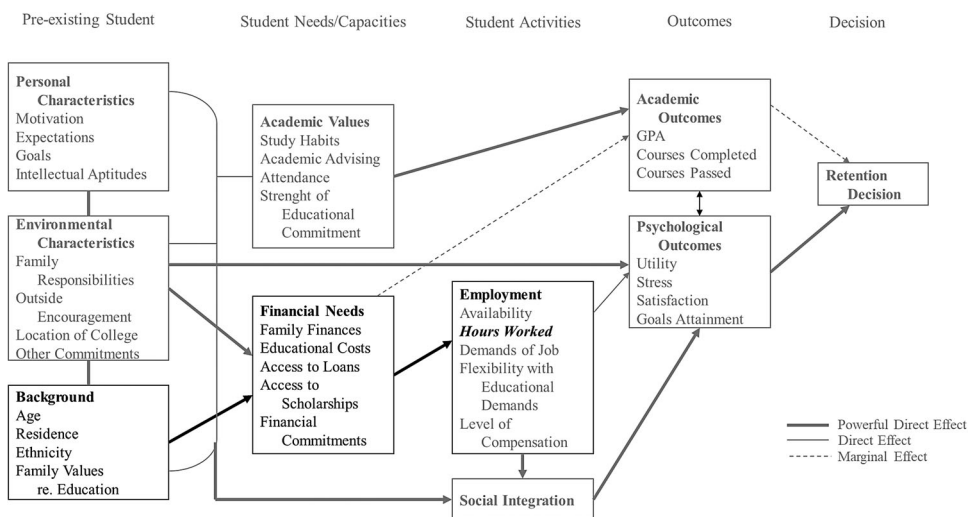 Pre-existing Student
Student Needs/Capacities
Student Activities
Outcomes
Decision
Personal
Characteristics
Motivation
Expectations
Goals
Intellectual Aptitudes
Environmental
Characteristics
Family
Responsibilities
Outside
Encouragement
Location of College
Other Commitments
Background
Age
Residence
Ethnicity
Family Values
re. Education
Academic Values
Study Habits
Academic Advising
Attendance
Strenght of
Educational
Commitment
Financial Needs
Family Finances
Educational Costs
Access to Loans
Access to
Scholarships
Financial
Commitments
Employment
Availability
Hours Worked
Demands of Job
Flexibility with
Educational
Demands
Level of
Compensation
Social Integration
Academic
Outcomes
GPA
Courses Completed
Courses Passed
Psychological
Outcomes
Utility
Stress
Satisfaction
Goals Attainment
Retention
Decision
Powerful Direct Effect
Direct Effect
Marginal Effect